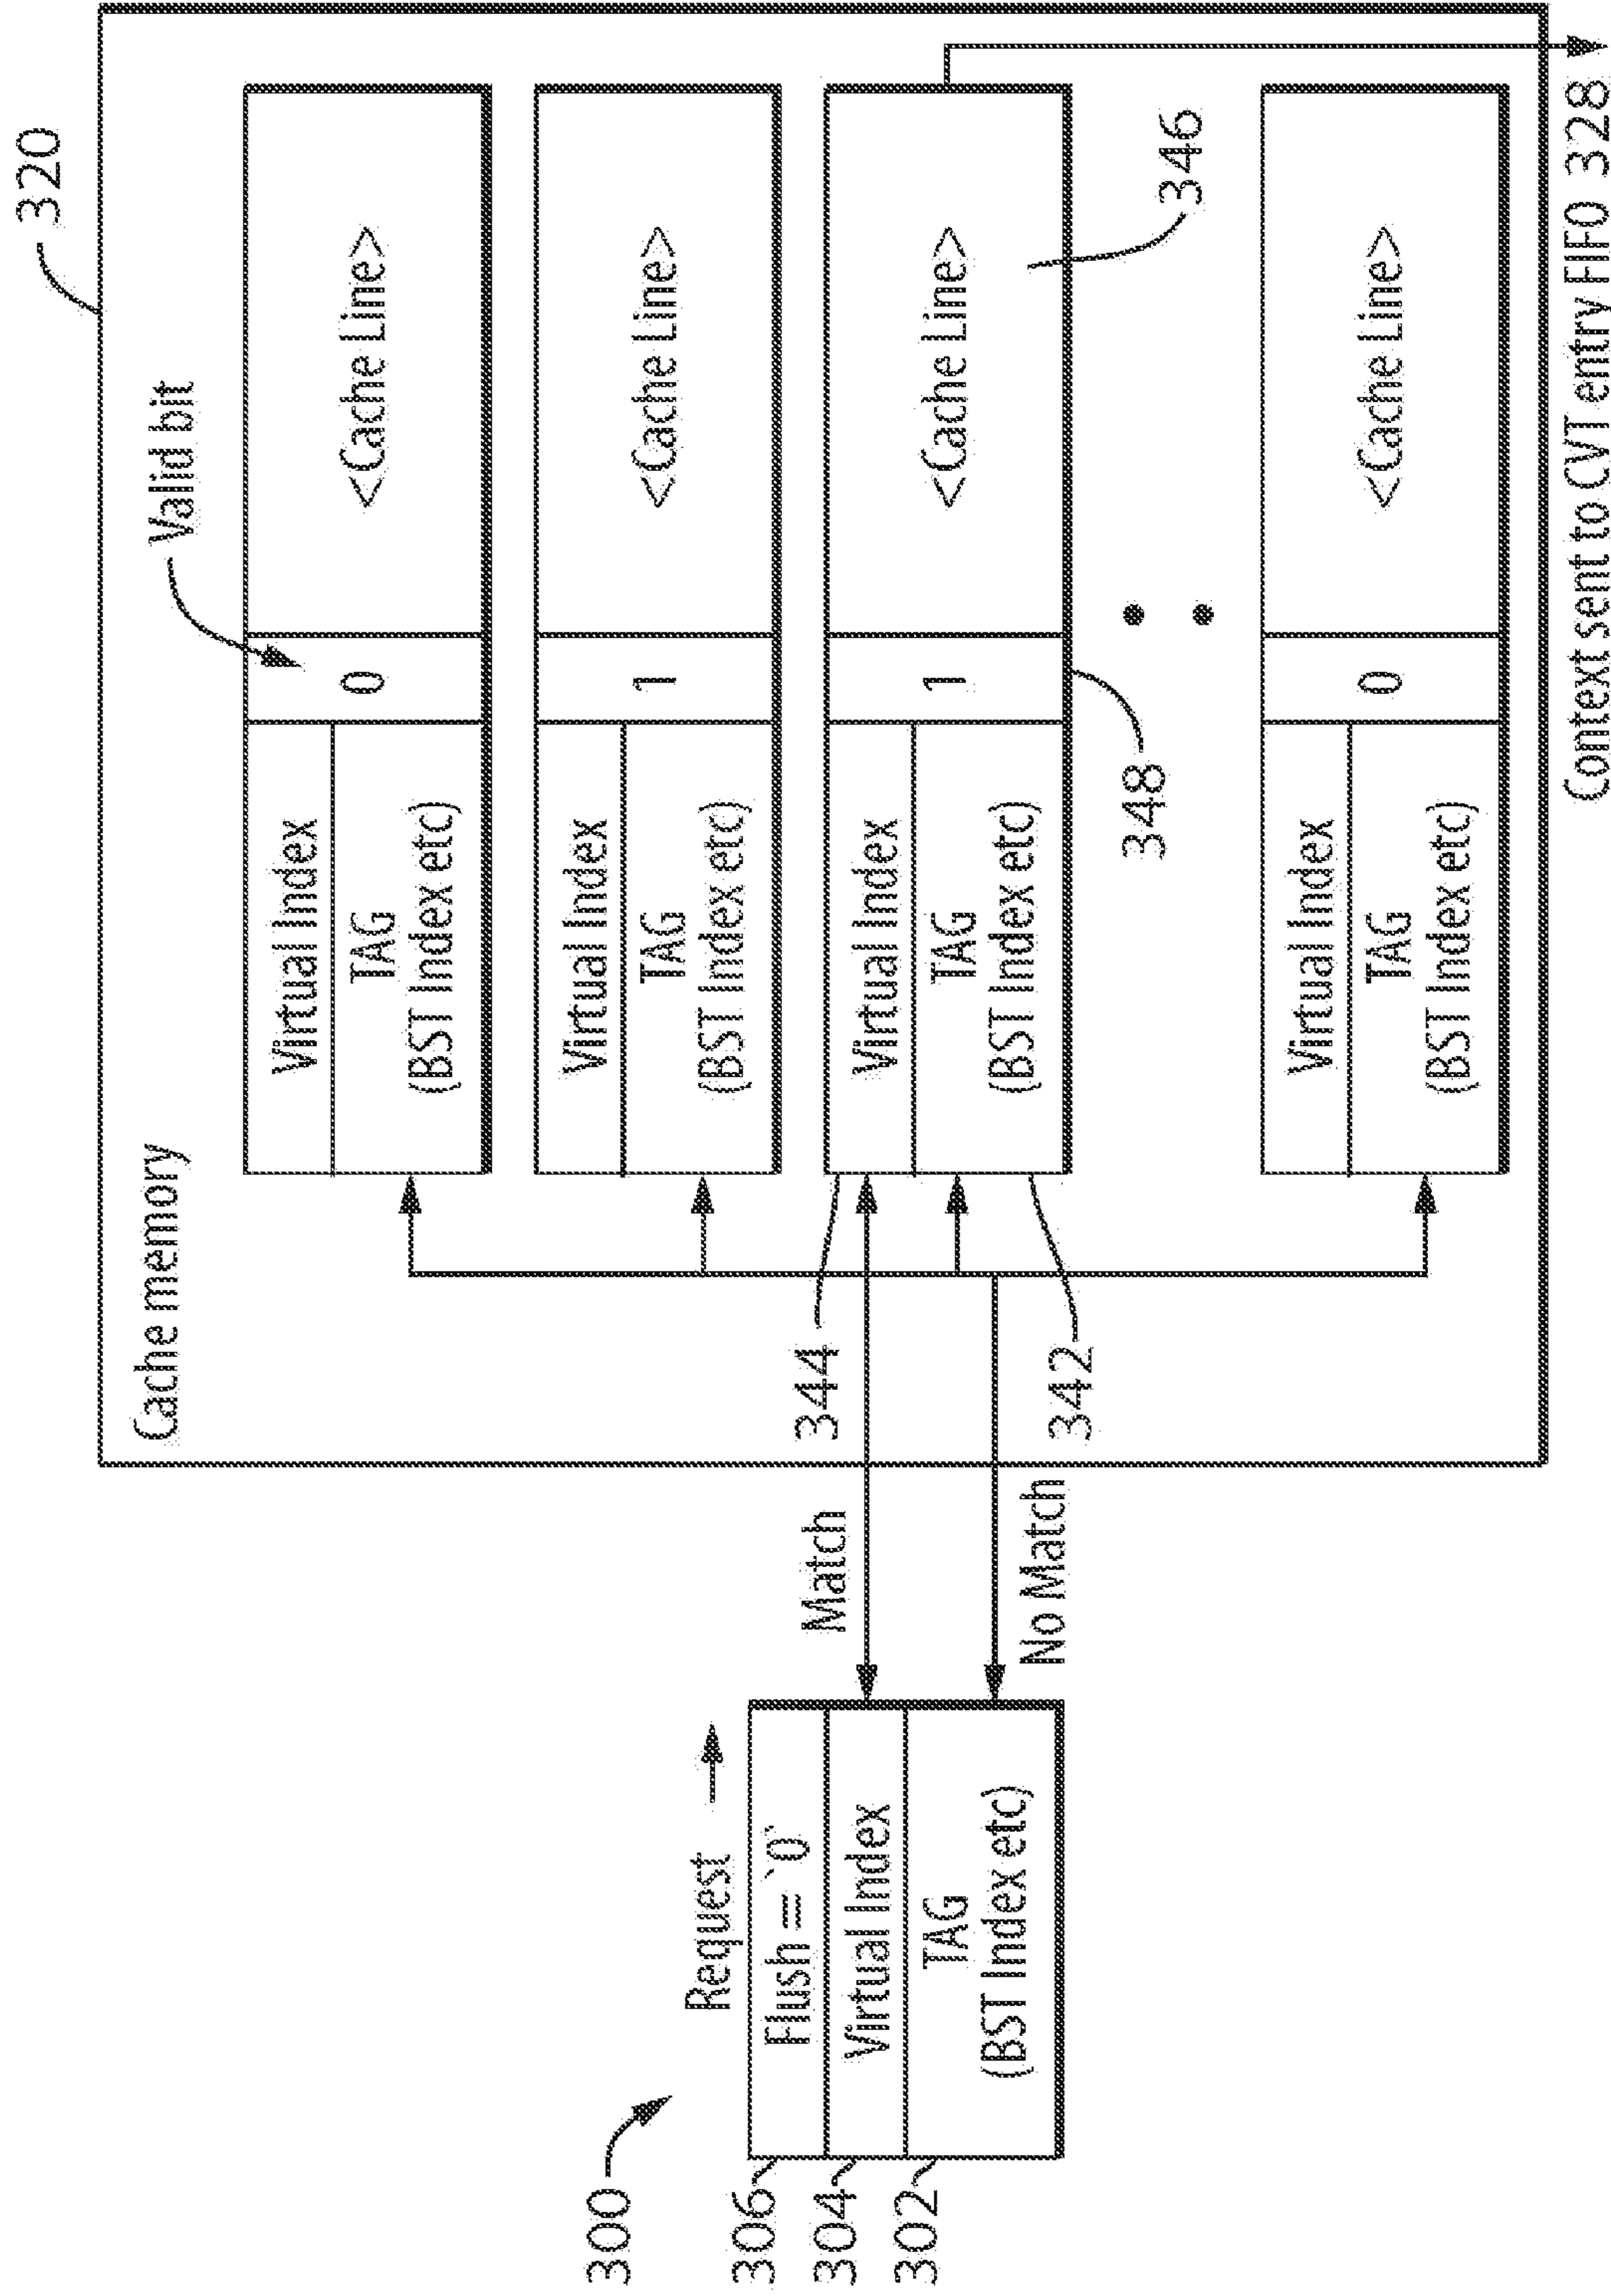 320
Cache memory
Valid bit
Virtual Index
TAG
(BST Index etc)
0
<Cache Line>
Virtual Index
TAG
(BST Index etc)
1
<Cache Line>
344
342
Virtual Index
TAG
(BST Index etc)
1
<Cache Line>
348
346
Virtual Index
TAG
(BST Index etc)
0
<Cache Line>
Context sent to CVT entry FIFO 328
Match
No Match
300
Request
306
304
302
Flush = `0`
Virtual Index
TAG
(BST Index etc)